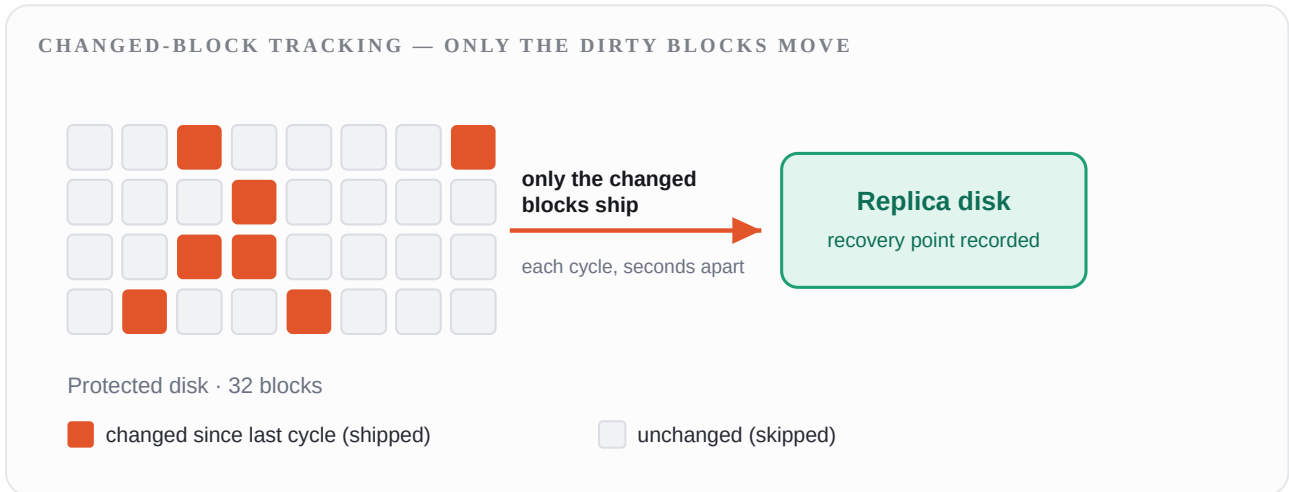 CHANGED-BLOCK TRACKING — ONLY THE DIRTY BLOCKS MOVE
only the changed
blocks ship
each cycle, seconds apart
Replica disk
recovery point recorded
Protected disk · 32 blocks
changed since last cycle (shipped)
unchanged (skipped)